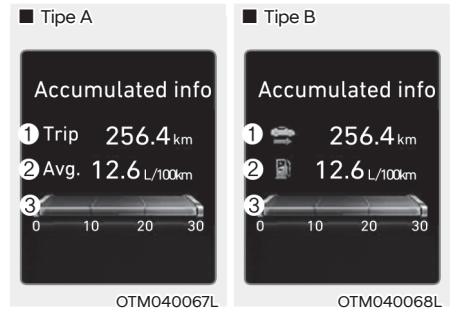 ■ Tipe A
Accumulated info
1 Trip 256.4 km
2 Avg. 12.6 L/100km
3
0 10 20 30
OTM040067L
■ Tipe B
Accumulated info
1 256.4 km
2 12.6 L/100km
3
0 10 20 30
OTM040068L